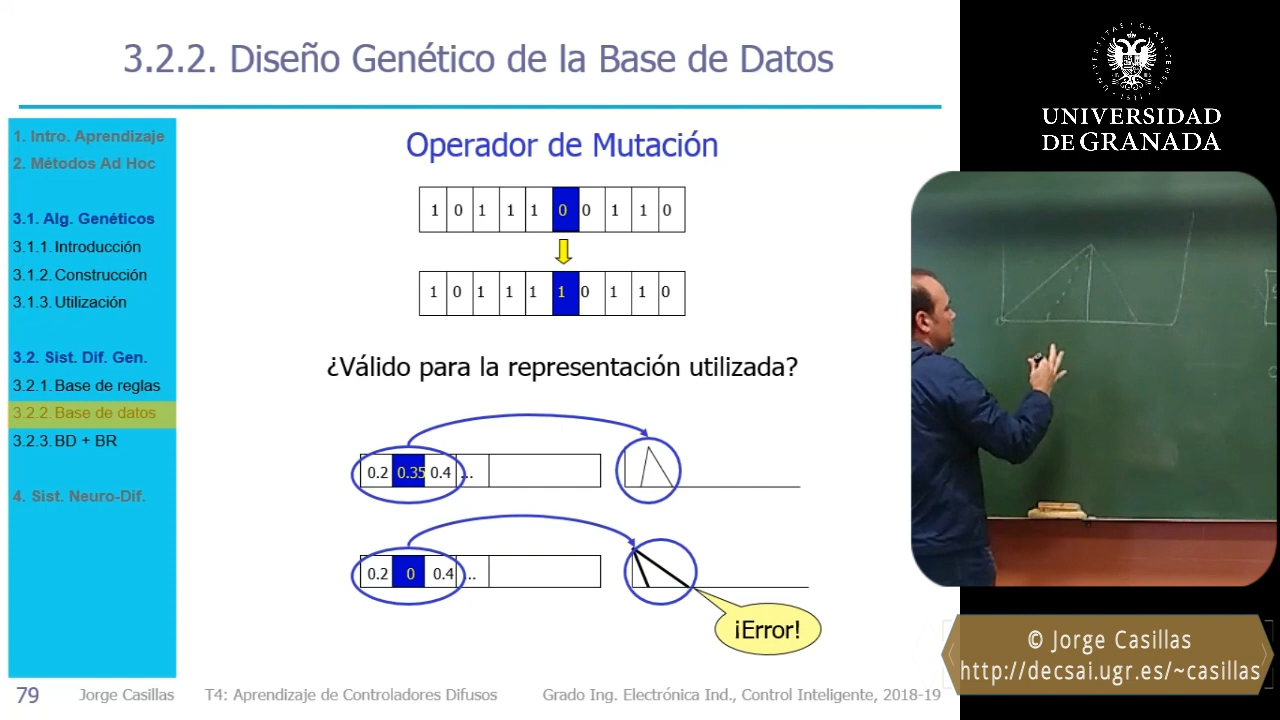 3.2.2. Diseño Genético de la Base de Datos
1. Intro. Aprendizaje
2. Métodos Ad Hoc
3.1. Alg. Genéticos
3.1.1. Introducción
3.1.2. Construcción
3.1.3. Utilización
3.2. Sist. Dif. Gen.
3.2.1. Base de reglas
3.2.2. Base de datos
3.2.3. BD + BR
4. Sist. Neuro-Dif.
Operador de Mutación
1 0 1 1 1 0 0 1 1 0
1 0 1 1 1 1 0 1 1 0
¿Válido para la representación utilizada?
0.2 0.35 0.4 ...
0.2 0 0.4 ...
¡Error!
79 Jorge Casillas T4: Aprendizaje de Controladores Difusos Grado Ing. Electrónica Ind., Control Inteligente, 2018-19
UNIVERSIDAD
DE GRANADA
© Jorge Casillas
http://decsai.ugr.es/~casillas